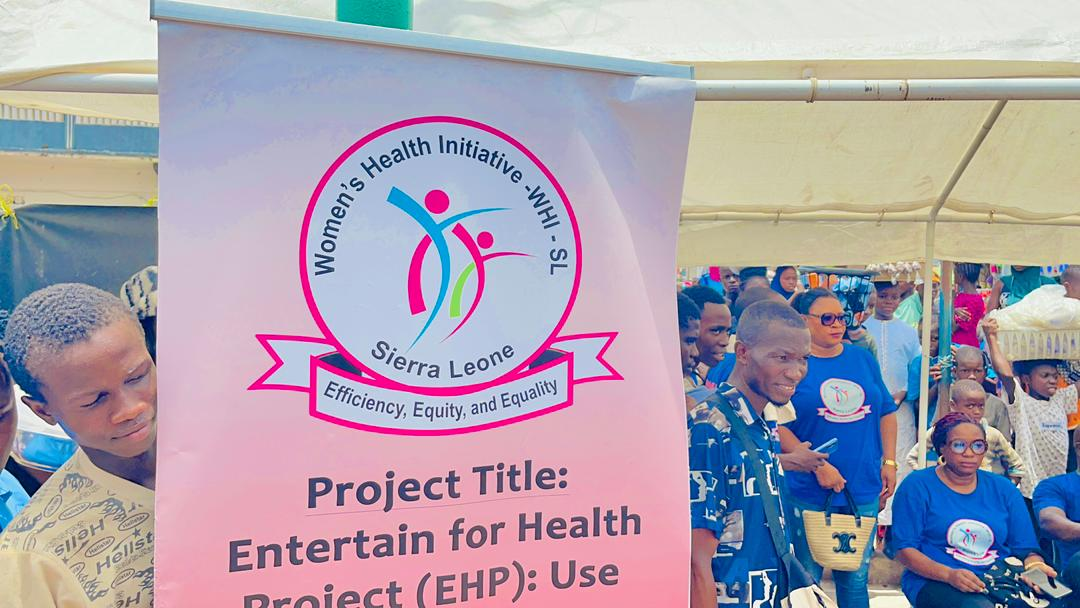 Women's Health Initiative -WHI - SL
Sierra Leone
Efficiency, Equity, and Equality
Project Title:
Entertain for Health
Project (EHP): Use
Hellstar